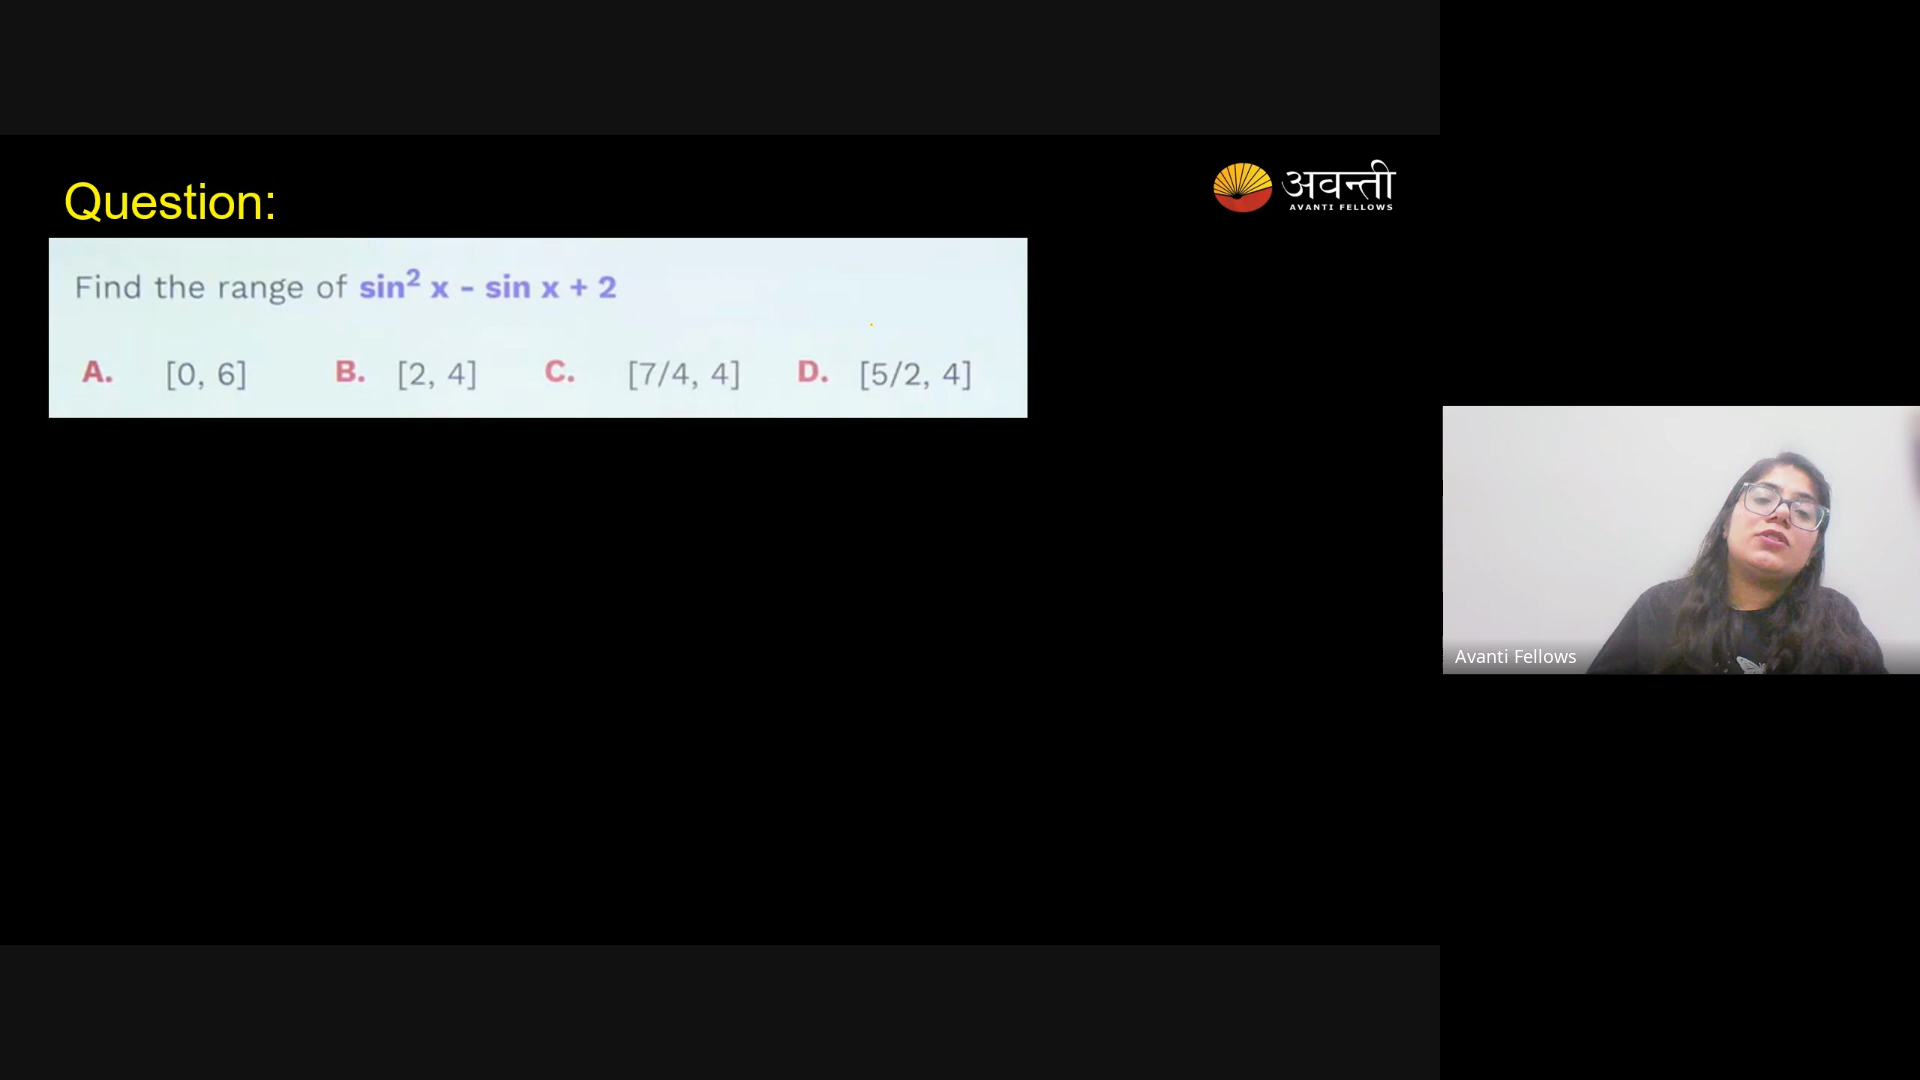 Question:
अवन्ती
AVANTI FELLOWS
Find the range of sin² x - sin x + 2
A. [0, 6] B. [2, 4] C. [7/4, 4] D. [5/2, 4]
Avanti Fellows